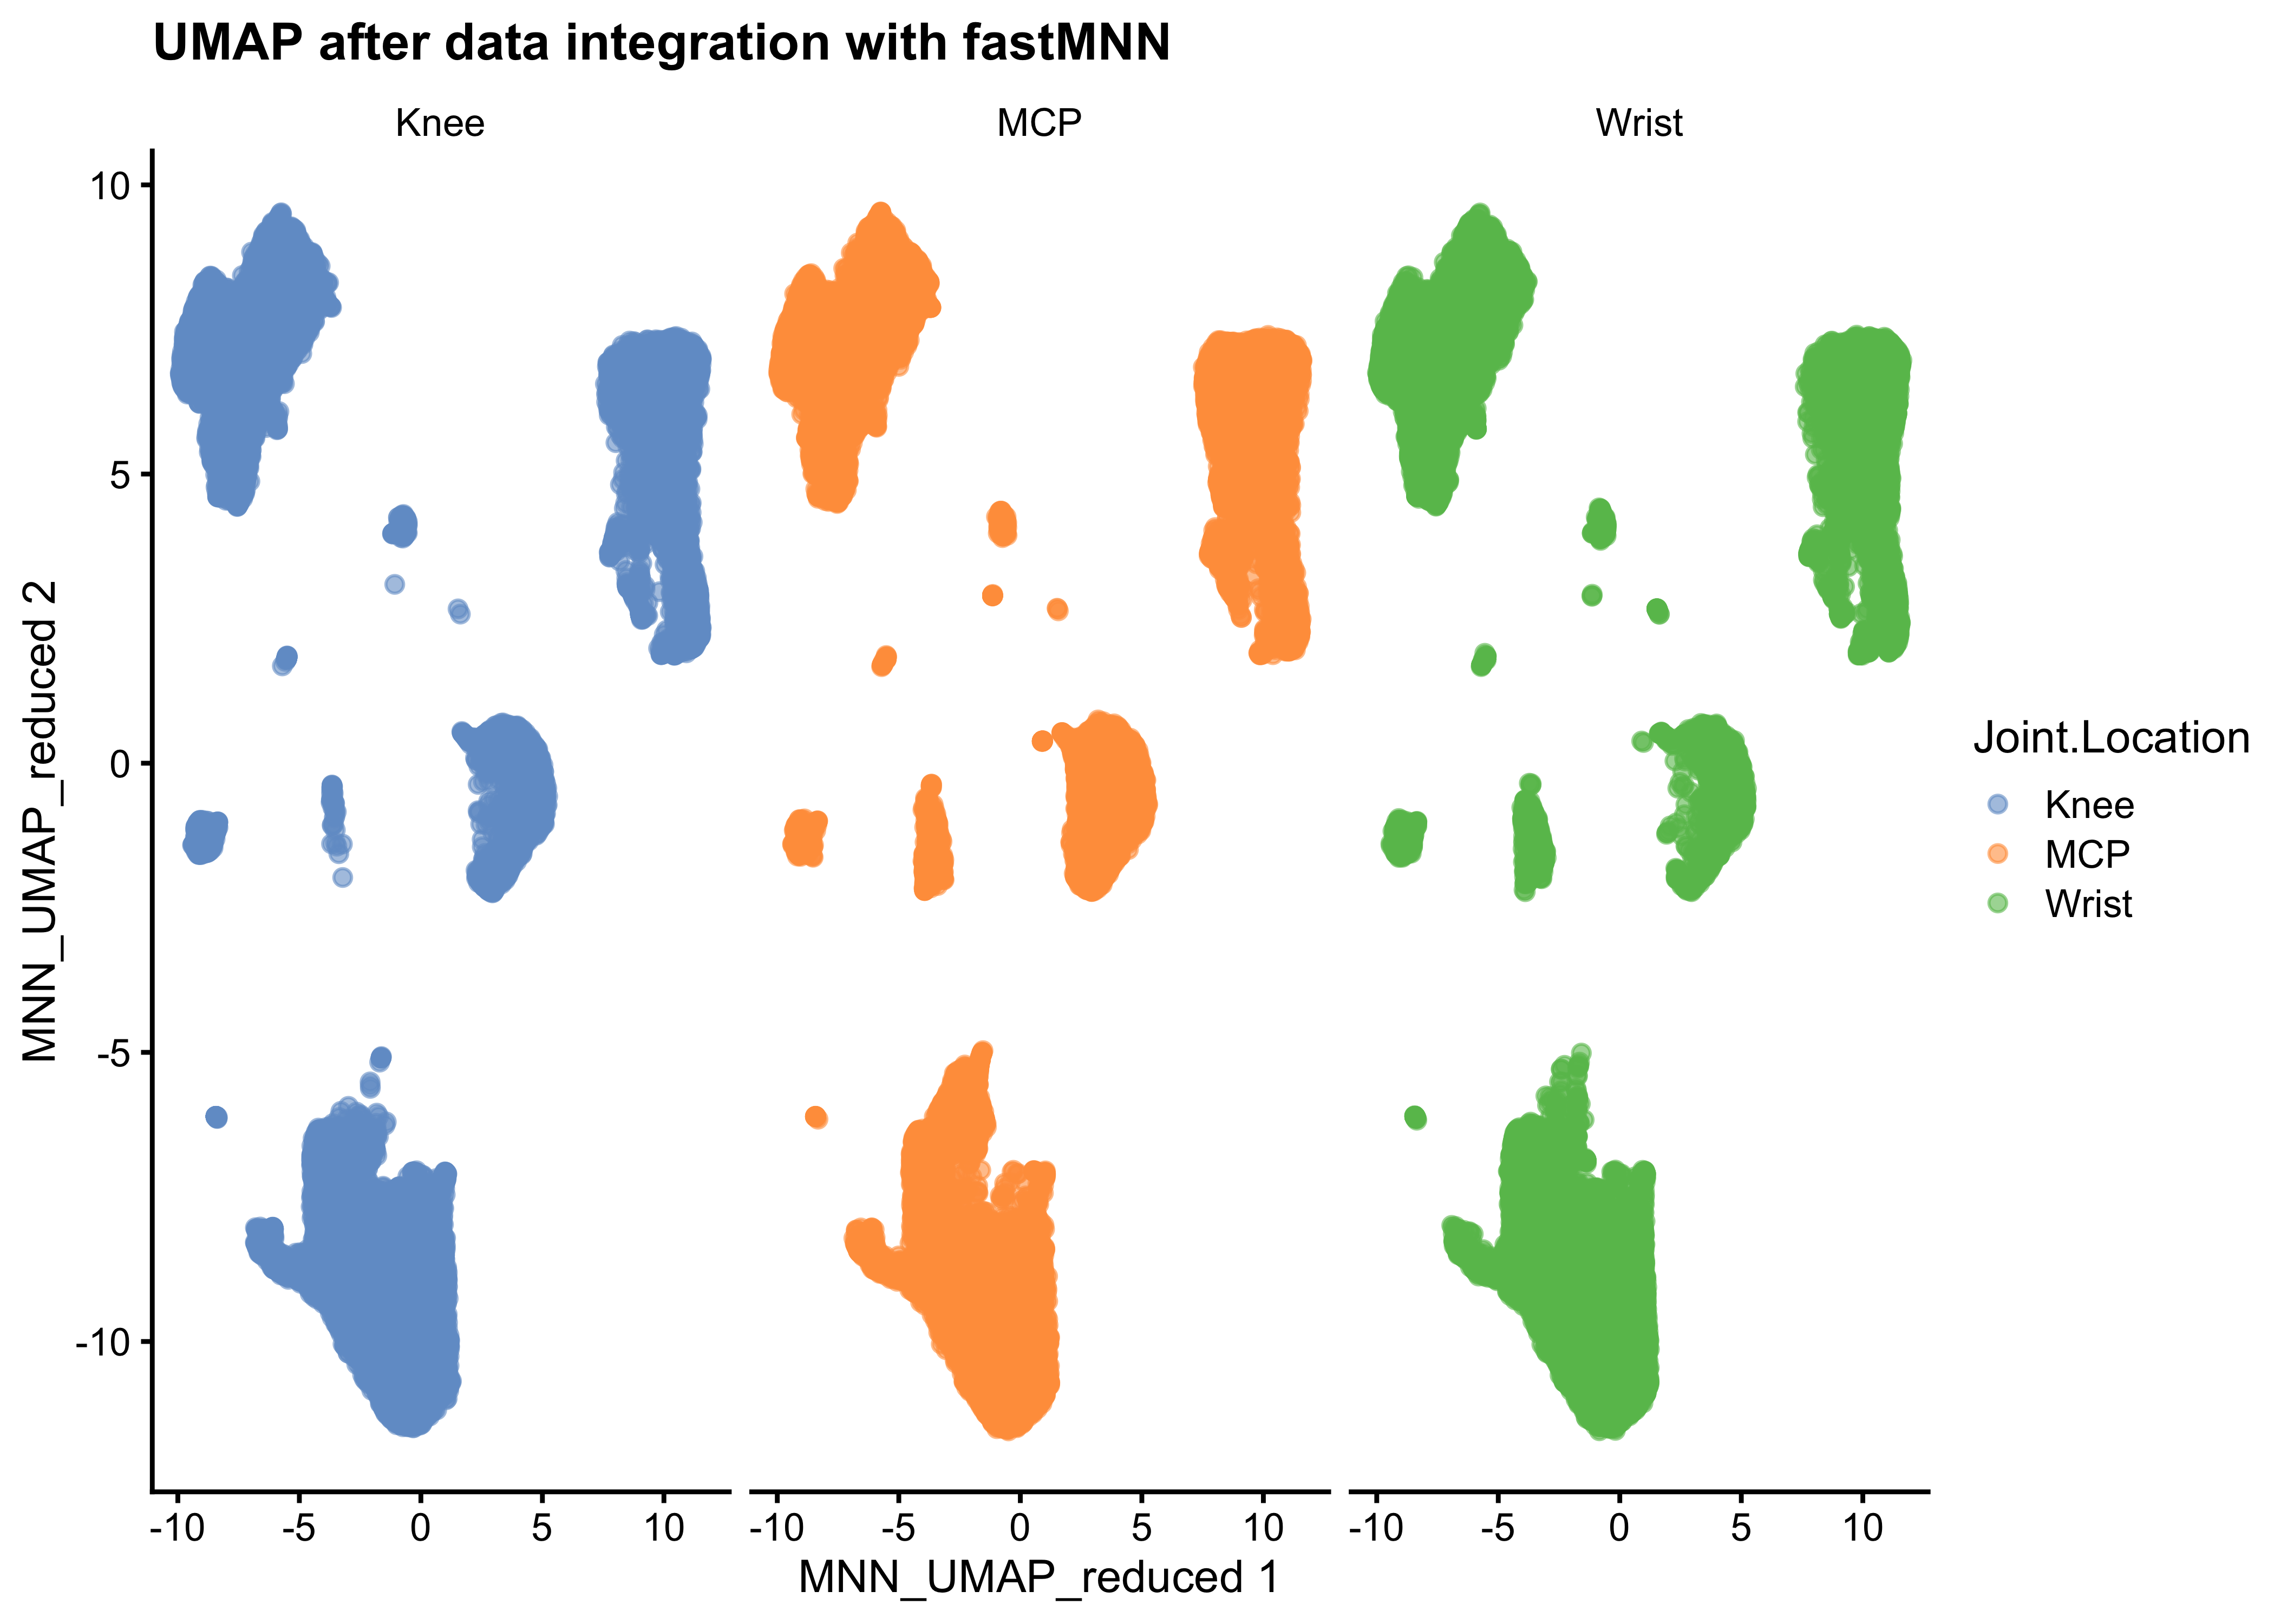 UMAP after data integration with fastMNN
Knee
MCP
Wrist
10
5
0
-5
-10
MNN_UMAP_reduced 2
-10 -5 0 5 10
-10 -5 0 5 10
-10 -5 0 5 10
MNN_UMAP_reduced 1
Joint.Location
Knee
MCP
Wrist